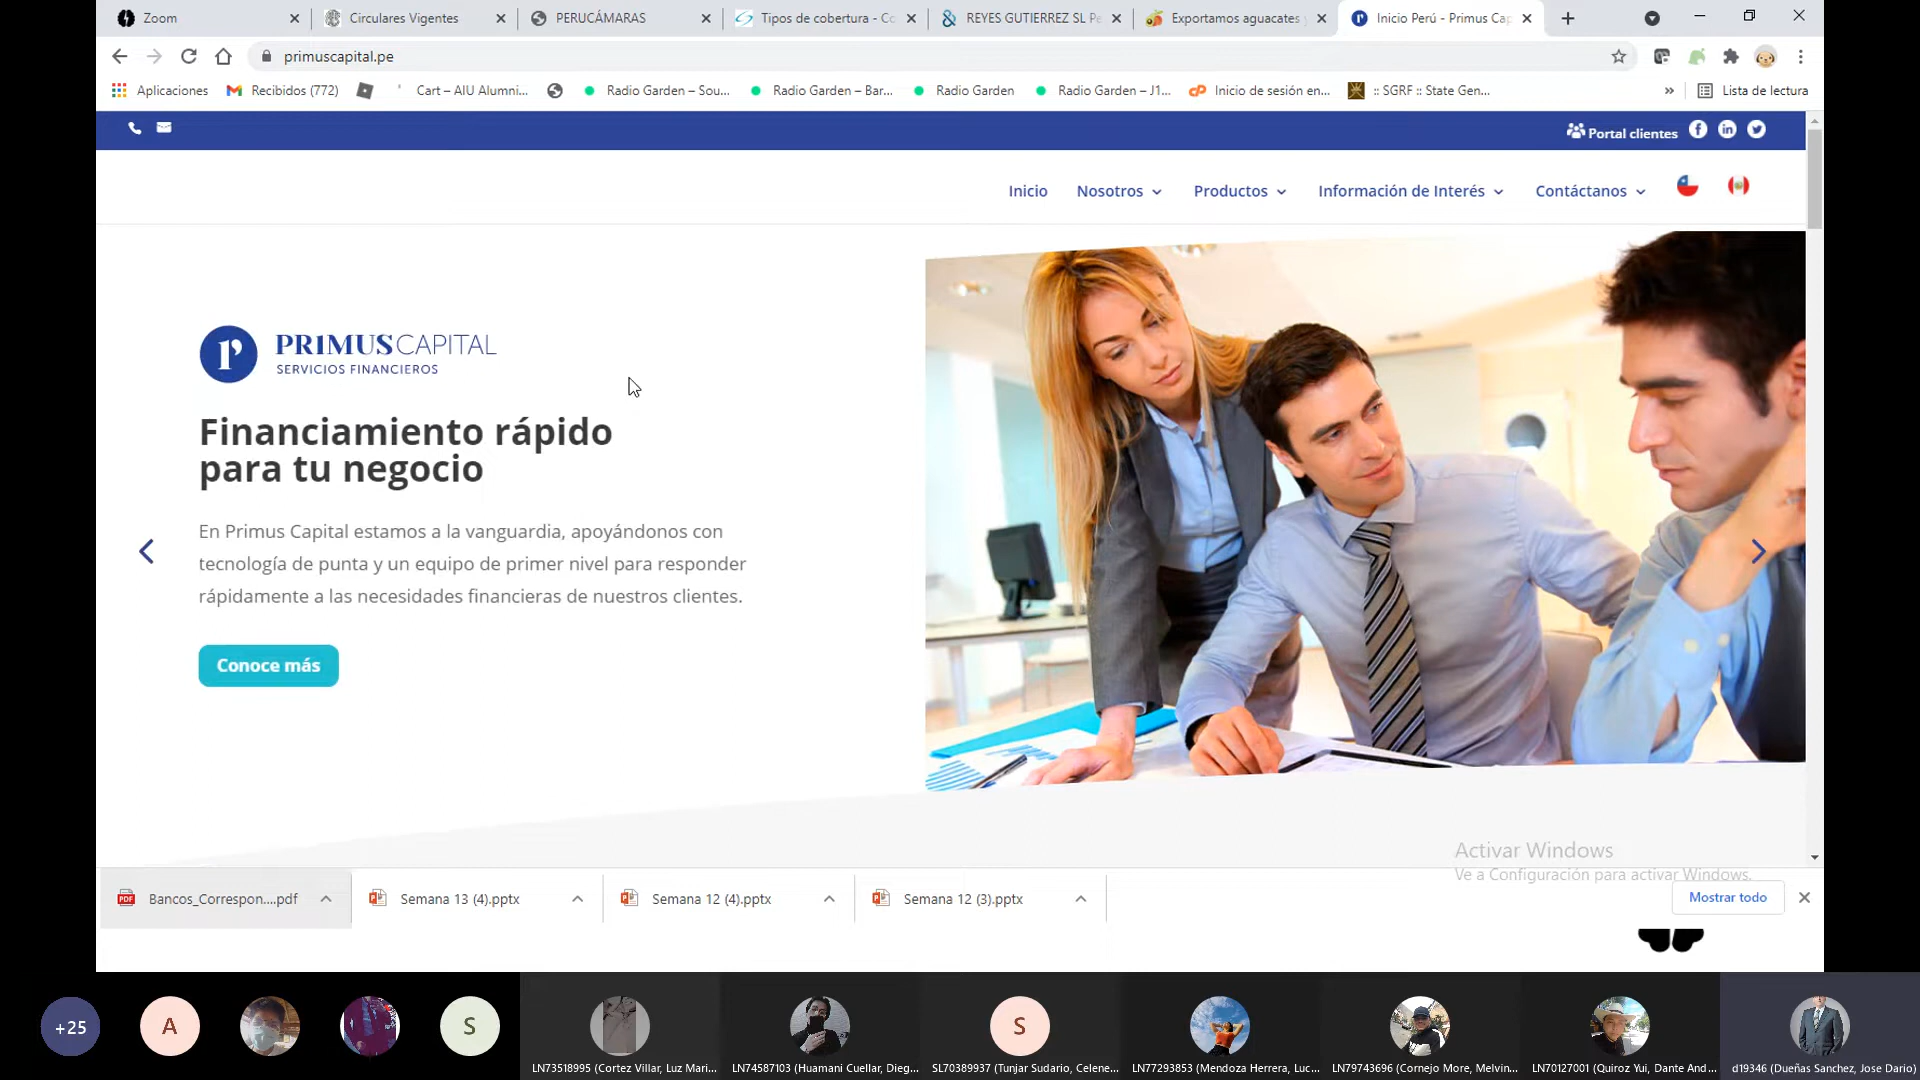 Zoom
Circulares Vigentes
PERUCÁMARAS
Tipos de cobertura - Co
REYES GUTIERREZ SL Pe
Exportamos aguacates y
Inicio Perú - Primus Cap
primuscapital.pe
Aplicaciones
Recibidos (772)
Cart – AIU Alumni...
Radio Garden – Sou...
Radio Garden – Bar...
Radio Garden
Radio Garden – J1...
Inicio de sesión en...
:: SGRF :: State Gen...
»
Lista de lectura
Portal clientes
Inicio
Nosotros
Productos
Información de Interés
Contáctanos
PR1MUSCAPITAL
SERVICIOS FINANCIEROS
Financiamiento rápido
para tu negocio
En Primus Capital estamos a la vanguardia, apoyándonos con
tecnología de punta y un equipo de primer nivel para responder
rápidamente a las necesidades financieras de nuestros clientes.
Conoce más
Activar Windows
Ve a Configuración para activar Windows.
Bancos_Correspon....pdf
Semana 13 (4).pptx
Semana 12 (4).pptx
Semana 12 (3).pptx
Mostrar todo
+25
A
S
S
LN73518995 (Cortez Villar, Luz Mari...
LN74587103 (Huamani Cuellar, Dieg...
SL70389937 (Tunjar Sudario, Celene...
LN77293853 (Mendoza Herrera, Luc...
LN79743696 (Cornejo More, Melvin...
LN70127001 (Quiroz Yui, Dante And...
d19346 (Dueñas Sanchez, Jose Dario)